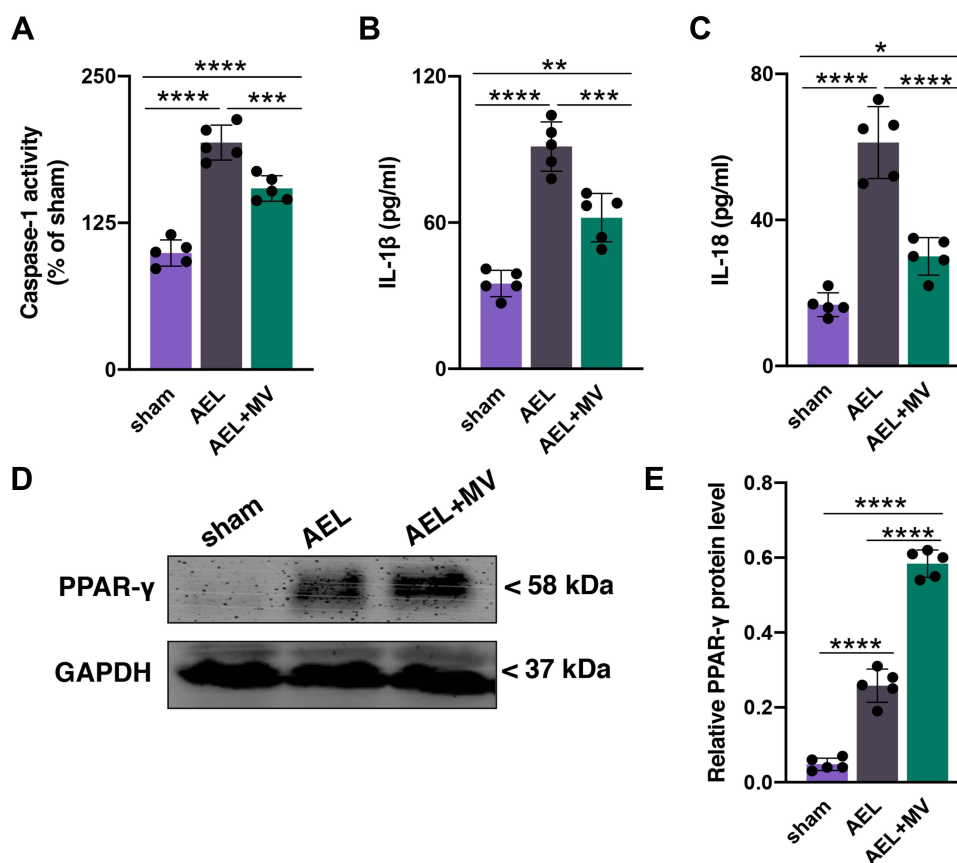 A
Caspase-1 activity
(% of sham)
250
125
0
****
****
***
sham
AEL
AEL+MV
B
IL-1β (pg/ml)
120
60
0
**
****
***
sham
AEL
AEL+MV
C
IL-18 (pg/ml)
80
40
0
*
****
****
sham
AEL
AEL+MV
D
sham
AEL
AEL+MV
PPAR-γ
< 58 kDa
GAPDH
< 37 kDa
E
Relative PPAR-γ protein level
0.8
0.6
0.4
0.2
0.0
****
****
****
sham
AEL
AEL+MV